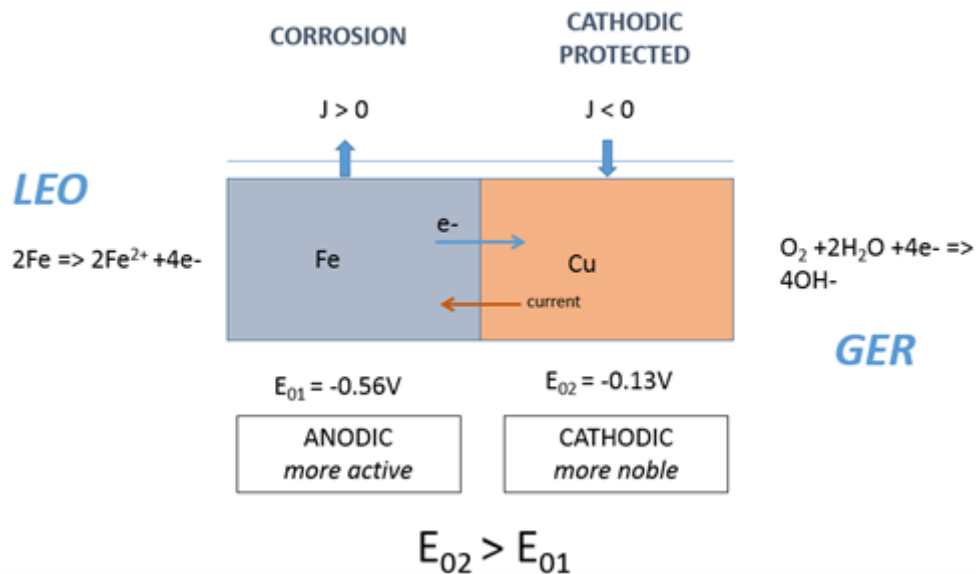 CORROSION
CATHODIC
PROTECTED
J > 0
J < 0
LEO
2Fe => 2Fe²⁺ +4e-
e-
Fe
Cu
current
O₂ +2H₂O +4e- =>
4OH-
GER
E₀₁ = -0.56V
E₀₂ = -0.13V
ANODIC
more active
CATHODIC
more noble
E₀₂ > E₀₁